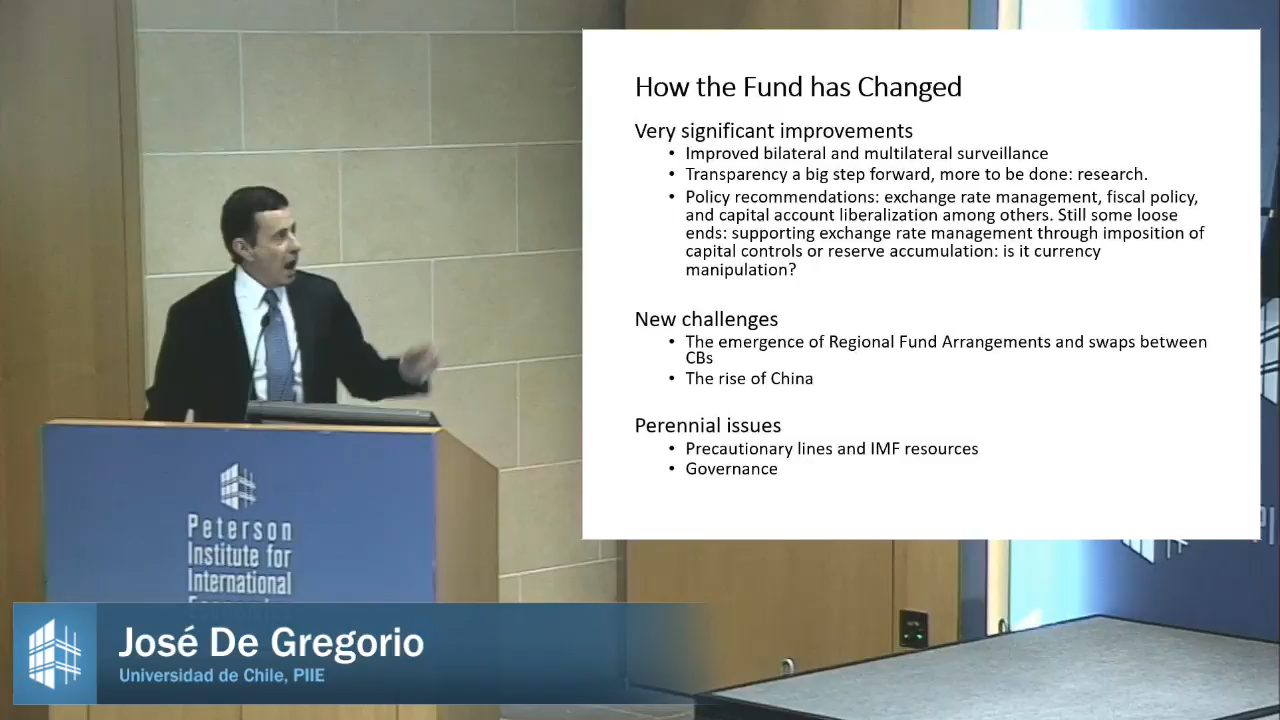 How the Fund has Changed
Very significant improvements
• Improved bilateral and multilateral surveillance
• Transparency a big step forward, more to be done: research.
• Policy recommendations: exchange rate management, fiscal policy,
and capital account liberalization among others. Still some loose
ends: supporting exchange rate management through imposition of
capital controls or reserve accumulation: is it currency
manipulation?
New challenges
• The emergence of Regional Fund Arrangements and swaps between
CBs
• The rise of China
Perennial issues
• Precautionary lines and IMF resources
• Governance
Peterson
Institute for
International
José De Gregorio
Universidad de Chile, PIIE